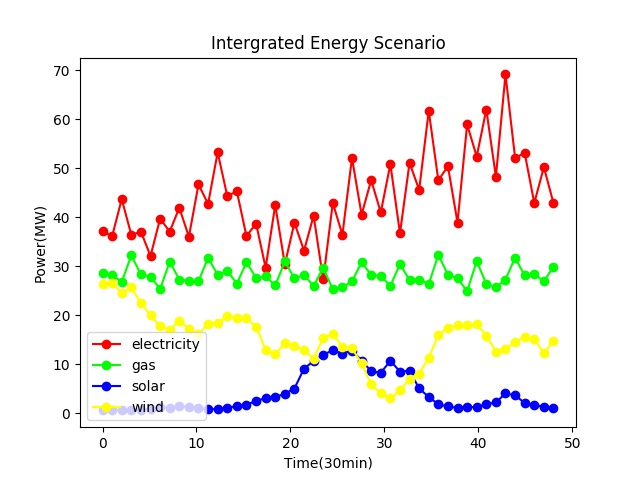 Intergrated Energy Scenario
Power(MW)
70
60
50
40
30
20
10
0
electricity
gas
solar
wind
0 10 20 30 40 50
Time(30min)